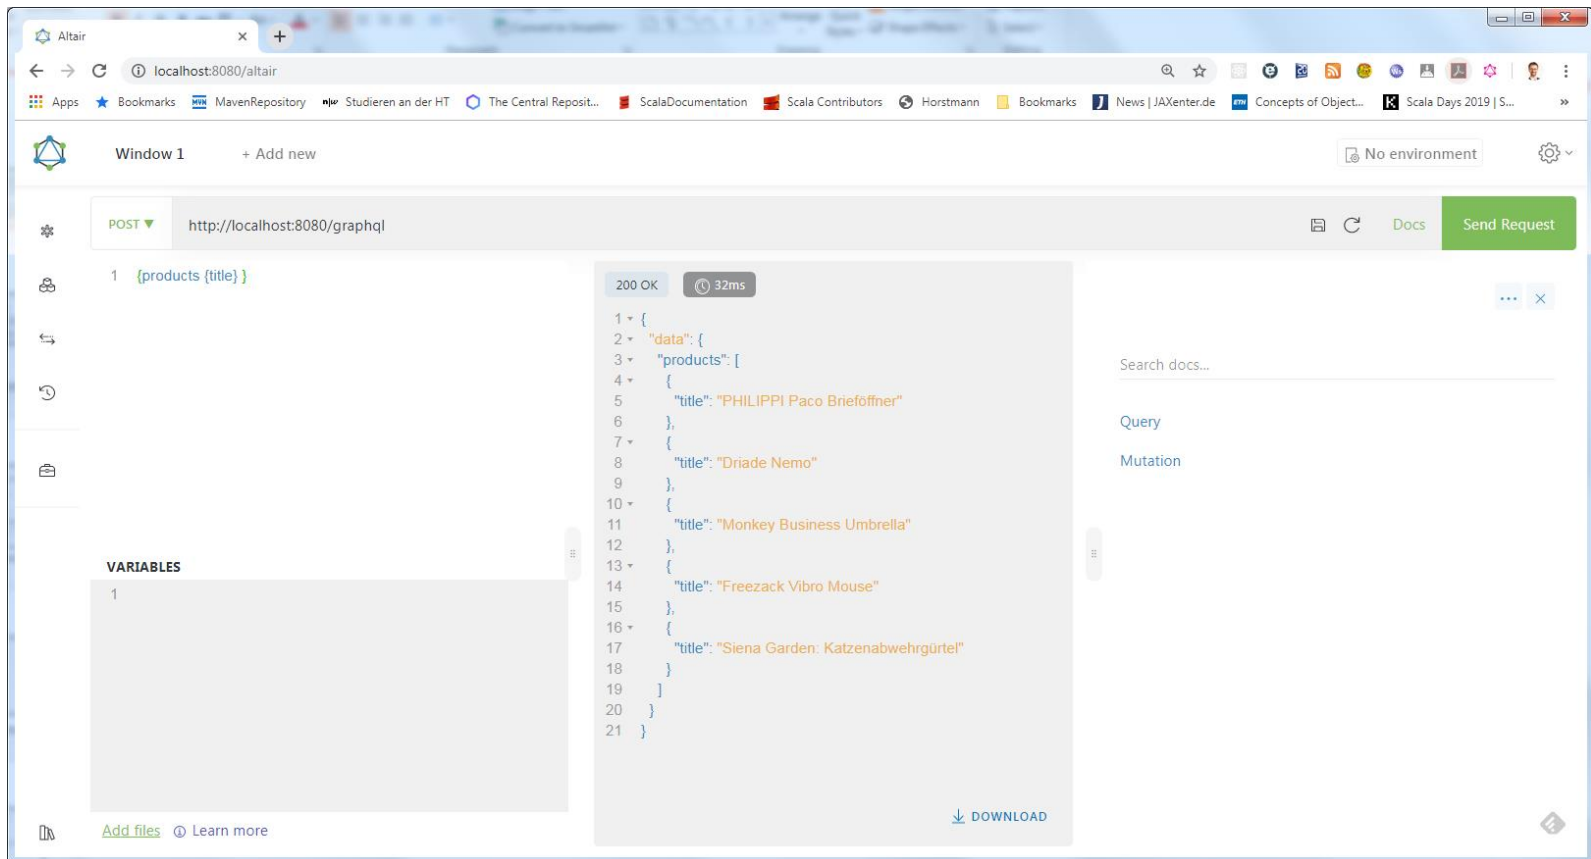 Altair
localhost:8080/altair
Apps Bookmarks MavenRepository Studieren an der HT The Central Reposit... ScalaDocumentation Scala Contributors Horstmann Bookmarks News | JAXenter.de Concepts of Object... Scala Days 2019 | S... »
Window 1 + Add new No environment
POST ▼ http://localhost:8080/graphql Docs Send Request
1 {products {title} }
200 OK 32ms
1 {
2 "data": {
3 "products": [
4 {
5 "title": "PHILIPPI Paco Brieföffner"
6 },
7 {
8 "title": "Driade Nemo"
9 },
10 {
11 "title": "Monkey Business Umbrella"
12 },
13 {
14 "title": "Freezack Vibro Mouse"
15 },
16 {
17 "title": "Siena Garden: Katzenabwehrgürtel"
18 }
19 ]
20 }
21 }
DOWNLOAD
Search docs...
Query
Mutation
VARIABLES
1
Add files Learn more